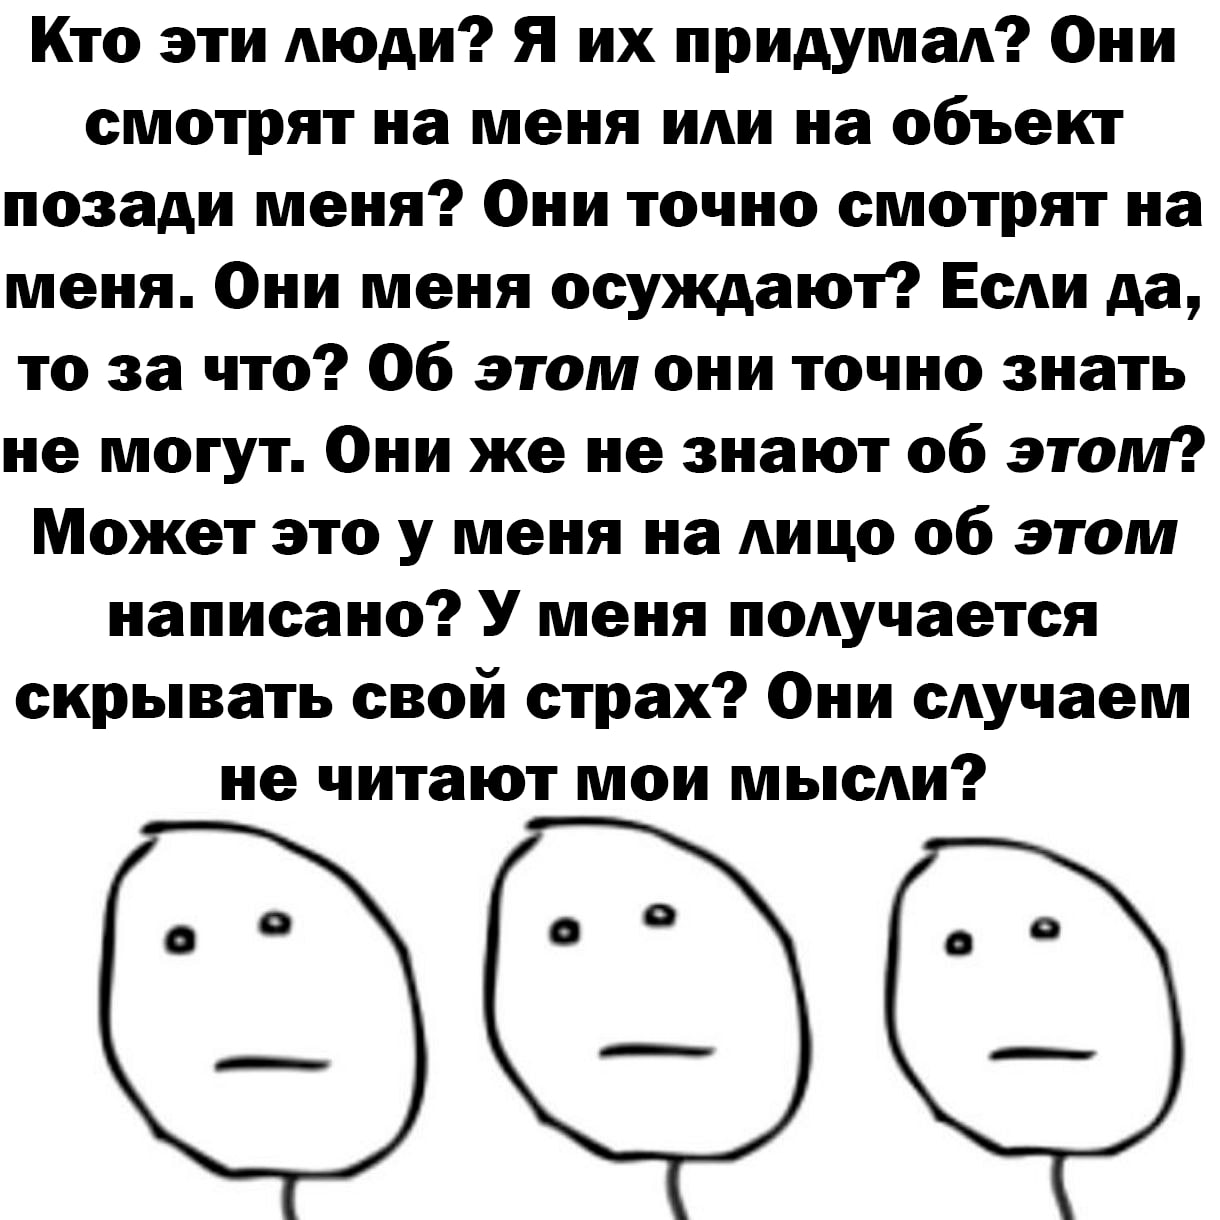 Кто эти люди? Я их придумал? Они
смотрят на меня или на объект
позади меня? Они точно смотрят на
меня. Они меня осуждают? Если да,
то за что? Об этом они точно знать
не могут. Они же не знают об этом?
Может это у меня на лицо об этом
написано? У меня получается
скрывать свой страх? Они случаем
не читают мои мысли?